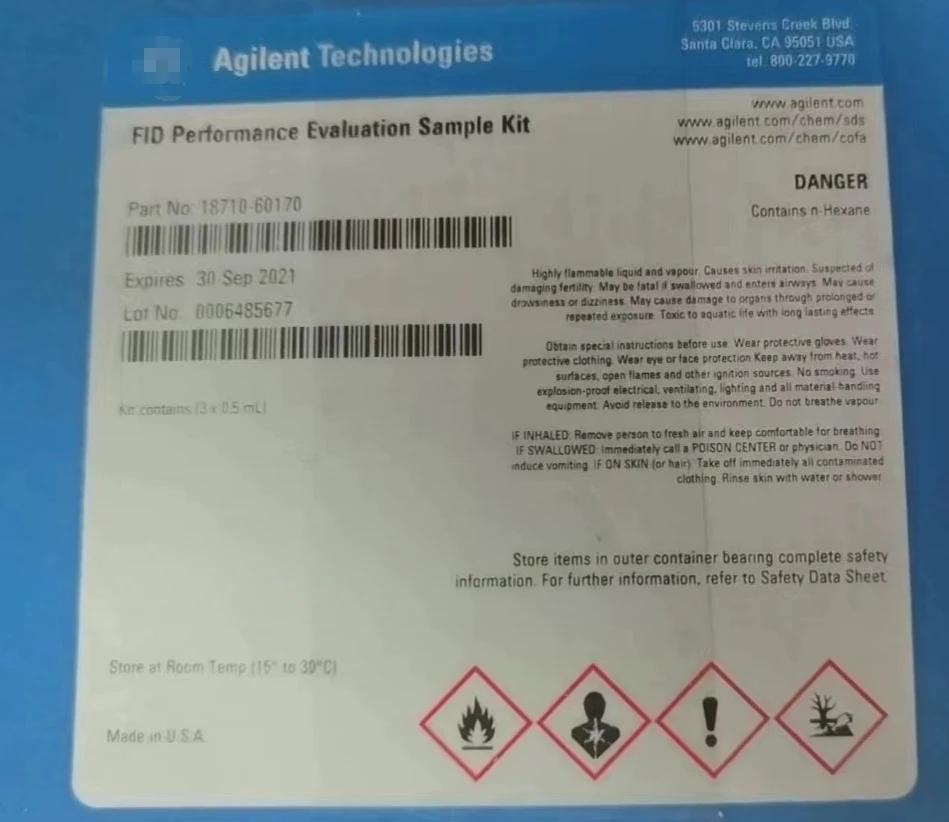 Agilent Technologies
5301 Stevens Creek Blvd.
Santa Clara, CA 95051 USA
tel. 800-227-9770
FID Performance Evaluation Sample Kit
www.agilent.com
www.agilent.com/chem/sds
www.agilent.com/chem/cofa
DANGER
Contains n-Hexane
Part No: 18710-60170
Expires 30 Sep 2021
Lot No. 0006485677
Kit contains (3 x 0.5 mL)
Highly flammable liquid and vapour. Causes skin irritation. Suspected of
damaging fertility. May be fatal if swallowed and enters airways. May cause
drowsiness or dizziness. May cause damage to organs through prolonged or
repeated exposure. Toxic to aquatic life with long lasting effects
Obtain special instructions before use. Wear protective gloves. Wear
protective clothing. Wear eye or face protection Keep away from heat, hot
surfaces, open flames and other ignition sources. No smoking. Use
explosion-proof electrical, ventilating, lighting and all material-handling
equipment. Avoid release to the environment. Do not breathe vapour
IF INHALED: Remove person to fresh air and keep comfortable for breathing.
IF SWALLOWED: Immediately call a POISON CENTER or physician. Do NOT
induce vomiting. IF ON SKIN (or hair): Take off immediately all contaminated
clothing. Rinse skin with water or shower
Store items in outer container bearing complete safety
information. For further information, refer to Safety Data Sheet
Store at Room Temp (15° to 30°C)
Made in U.S.A.